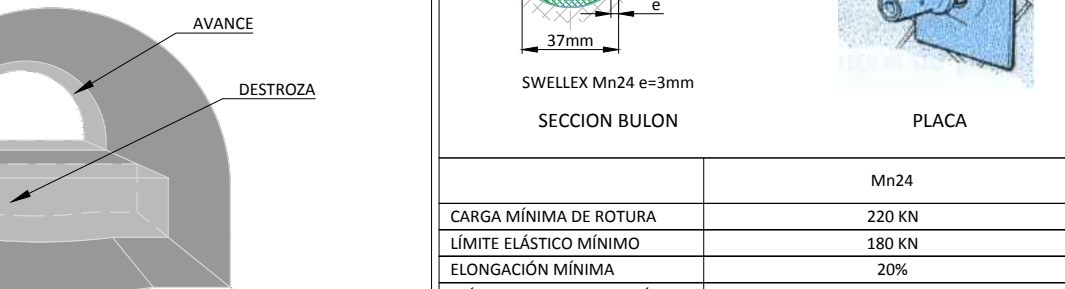 AVANCE
DESTROZA
e
37mm
SWELLEX Mn24 e=3mm
SECCION BULON
PLACA
Mn24
CARGA MÍNIMA DE ROTURA 220 KN
LÍMITE ELÁSTICO MÍNIMO 180 KN
ELONGACIÓN MÍNIMA 20%